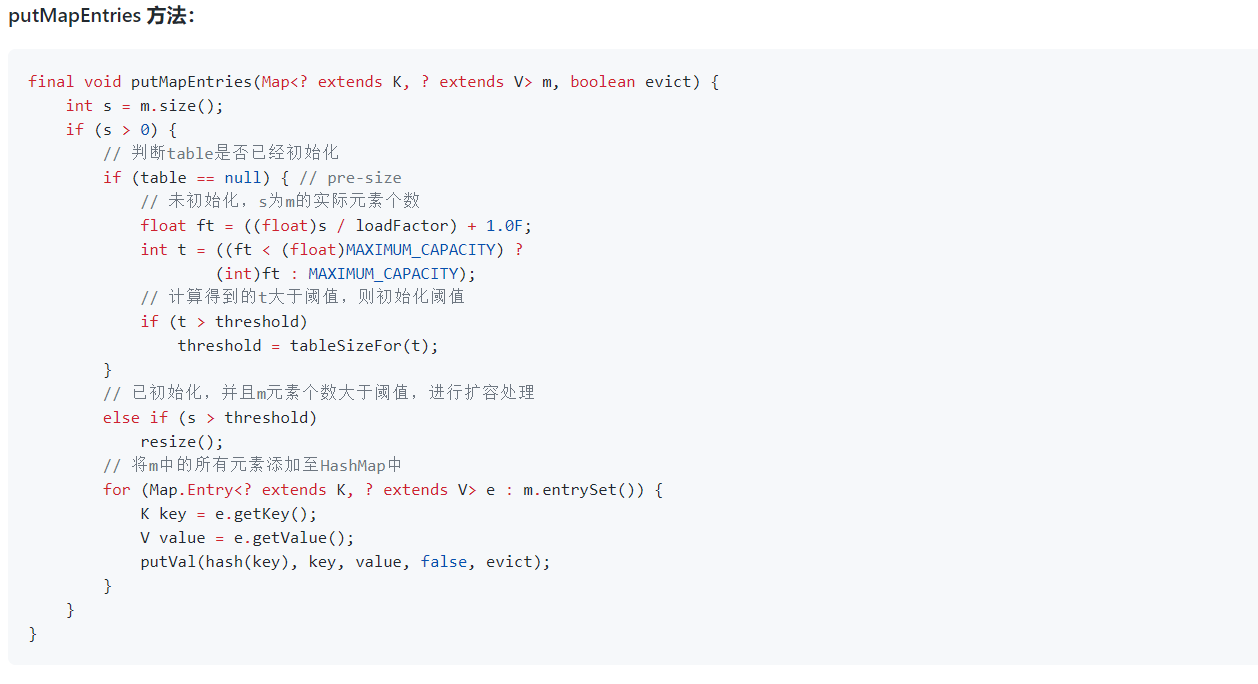 putMapEntries 方法：
final void putMapEntries(Map<? extends K, ? extends V> m, boolean evict) {
    int s = m.size();
    if (s > 0) {
        // 判断table是否已经初始化
        if (table == null) { // pre-size
            // 未初始化，s为m的实际元素个数
            float ft = ((float)s / loadFactor) + 1.0F;
            int t = ((ft < (float)MAXIMUM_CAPACITY) ?
                    (int)ft : MAXIMUM_CAPACITY);
            // 计算得到的t大于阈值，则初始化阈值
            if (t > threshold)
                threshold = tableSizeFor(t);
        }
        // 已初始化，并且m元素个数大于阈值，进行扩容处理
        else if (s > threshold)
            resize();
        // 将m中的所有元素添加至HashMap中
        for (Map.Entry<? extends K, ? extends V> e : m.entrySet()) {
            K key = e.getKey();
            V value = e.getValue();
            putVal(hash(key), key, value, false, evict);
        }
    }
}